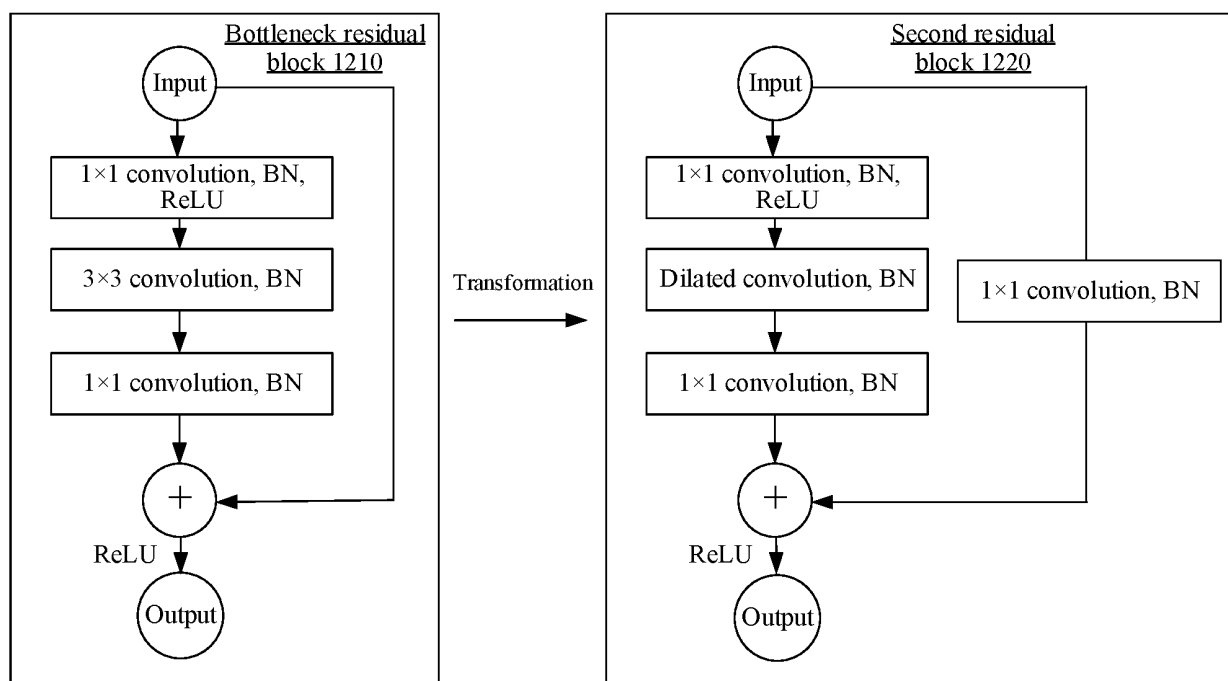 Bottleneck residual
block 1210
Input
1×1 convolution, BN,
ReLU
3×3 convolution, BN
1×1 convolution, BN
+
ReLU
Output
Transformation
Second residual
block 1220
Input
1×1 convolution, BN,
ReLU
Dilated convolution, BN
1×1 convolution, BN
1×1 convolution, BN
+
ReLU
Output